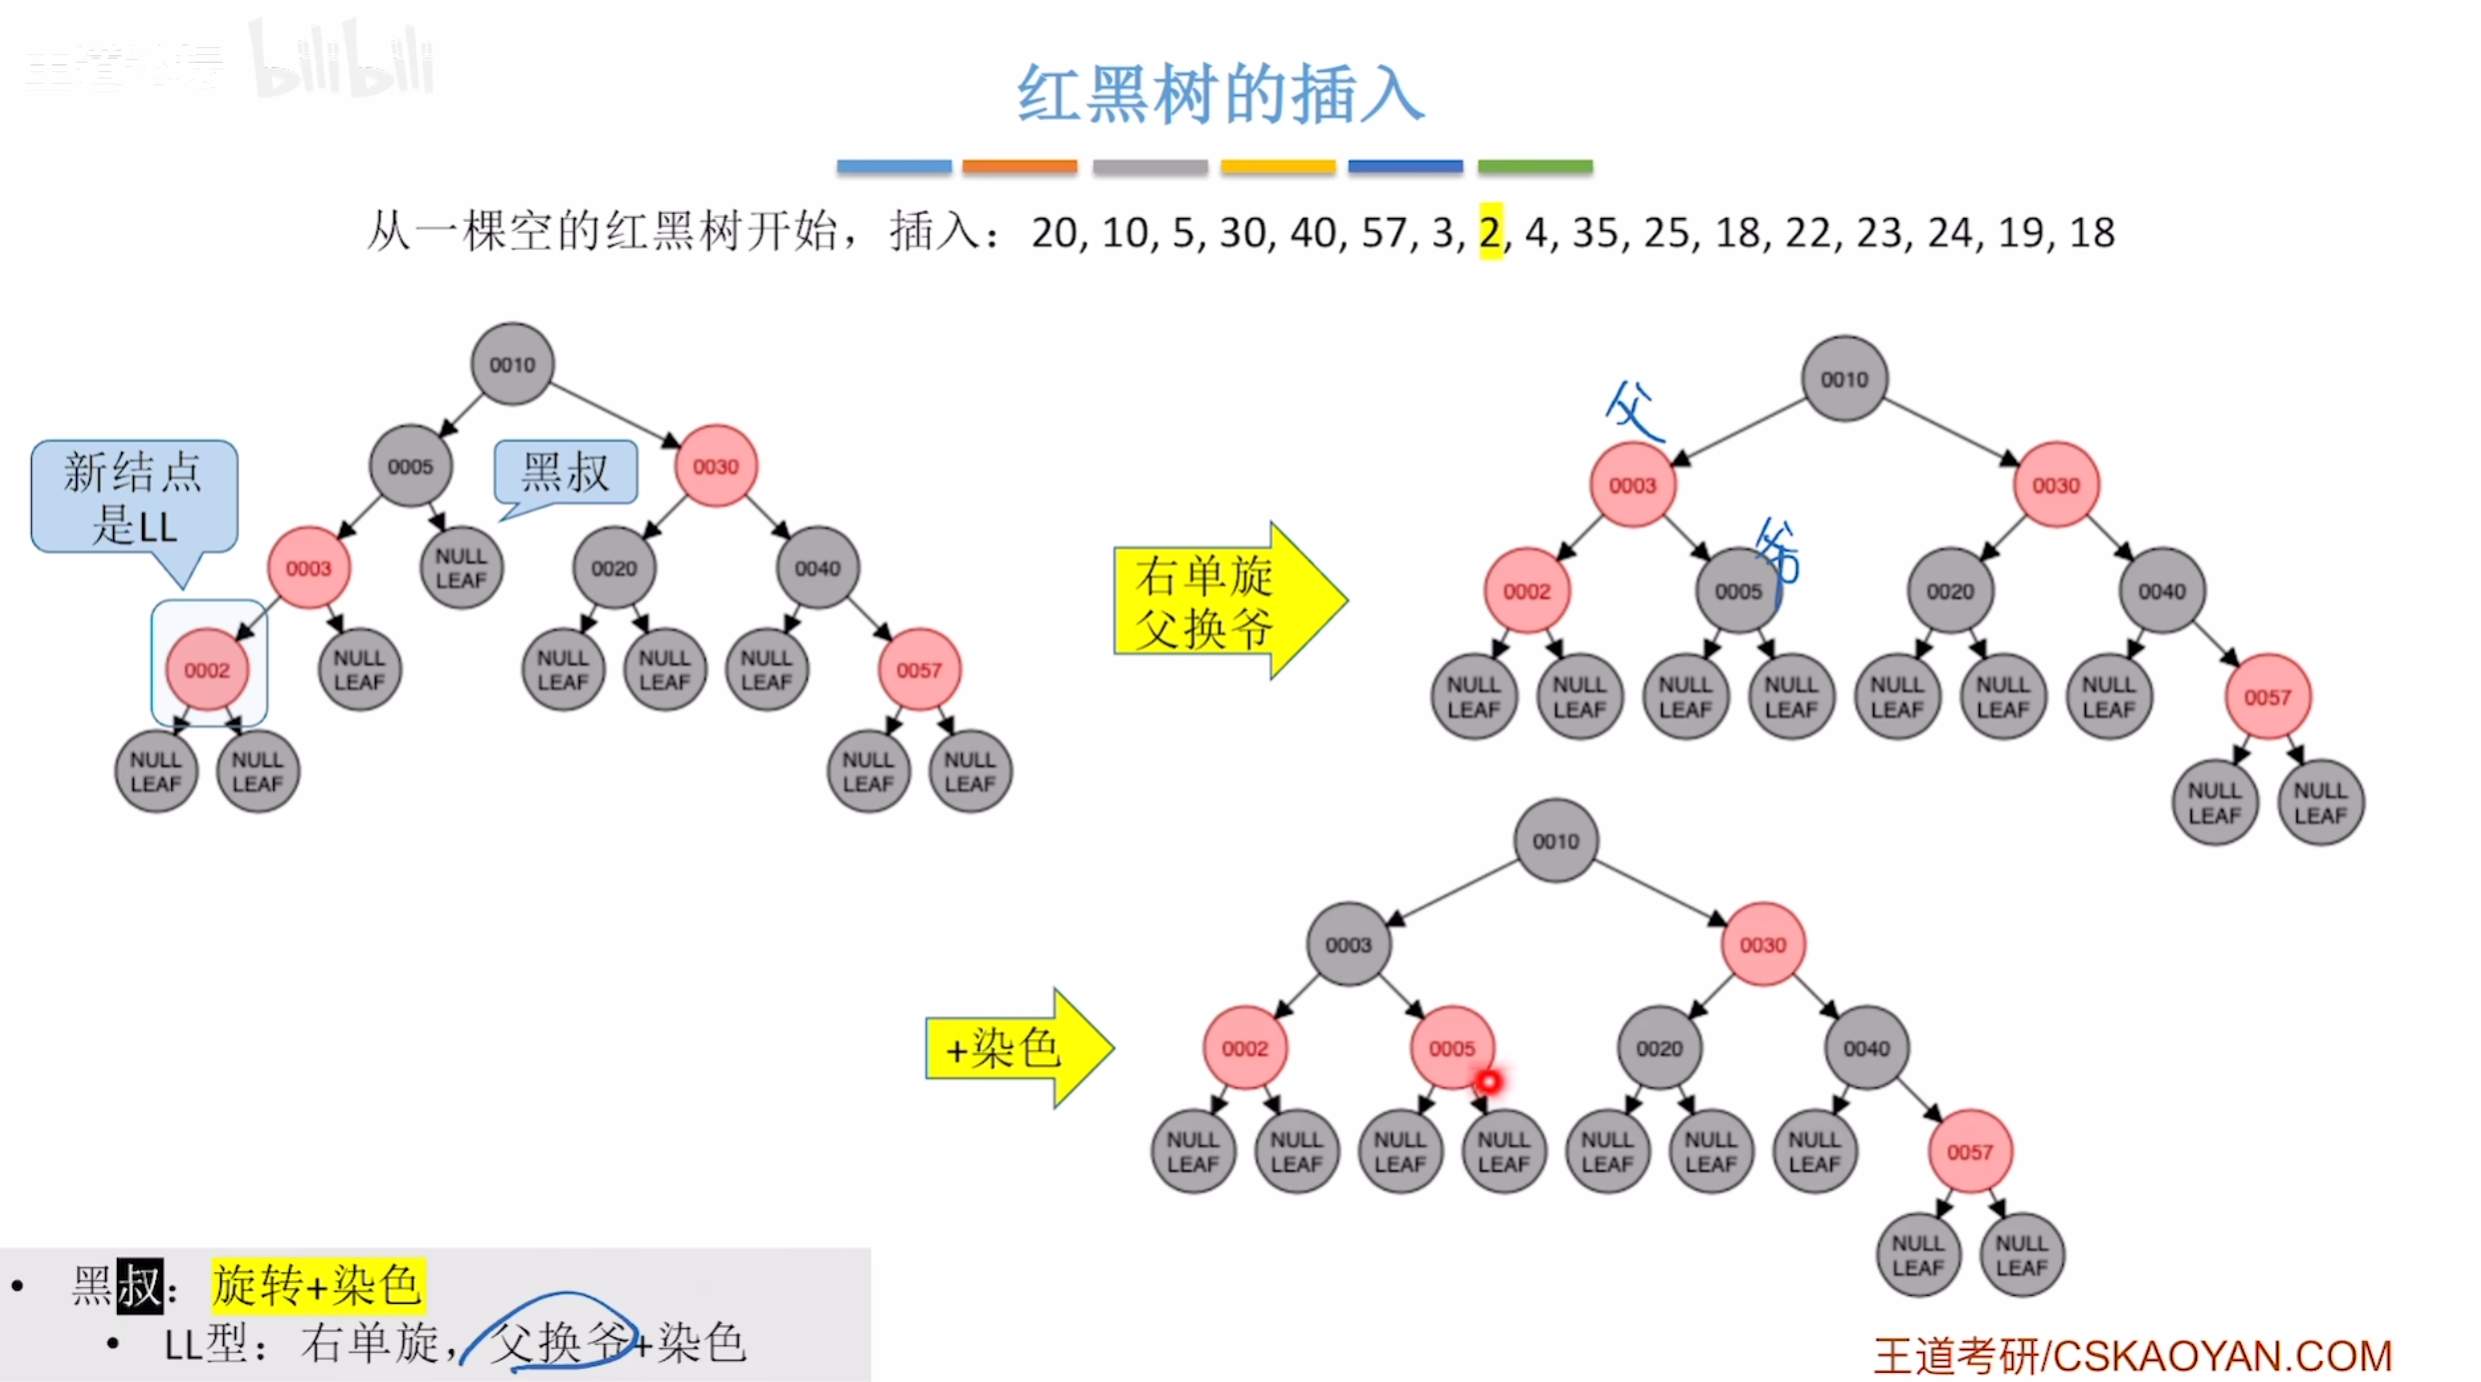 bilibili
红黑树的插入
从一棵空的红黑树开始，插入：20, 10, 5, 30, 40, 57, 3, 2, 4, 35, 25, 18, 22, 23, 24, 19, 18
0010
0005
0030
新结点
是LL
黑叔
0003
NULL
LEAF
0020
0040
0002
NULL
LEAF
NULL
LEAF
NULL
LEAF
NULL
LEAF
0057
NULL
LEAF
NULL
LEAF
NULL
LEAF
NULL
LEAF
右单旋
父换爷
0010
父
0003
0030
爷
0002
0005
0020
0040
NULL
LEAF
NULL
LEAF
NULL
LEAF
NULL
LEAF
NULL
LEAF
NULL
LEAF
NULL
LEAF
0057
NULL
LEAF
NULL
LEAF
+染色
0010
0003
0030
0002
0005
0020
0040
NULL
LEAF
NULL
LEAF
NULL
LEAF
NULL
LEAF
NULL
LEAF
NULL
LEAF
NULL
LEAF
0057
NULL
LEAF
NULL
LEAF
• 黑叔：旋转+染色
• LL型：右单旋，父换爷+染色
王道考研/CSKAOYAN.COM